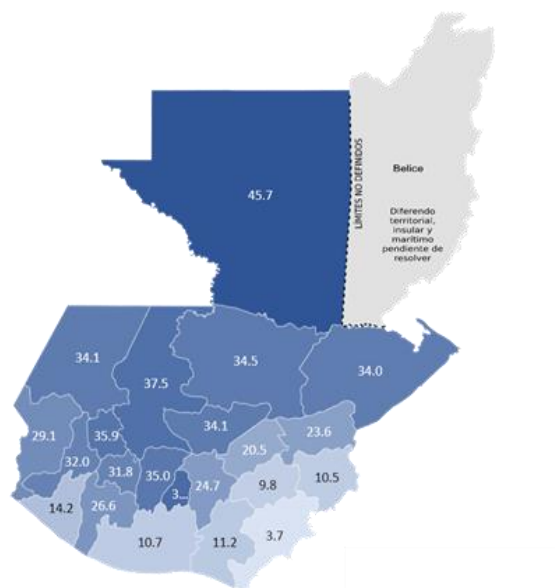 45.7
LÍMITES NO DEFINIDOS
Belice
Diferendo
territorial,
insular y
marítimo
pendiente de
resolver
34.1
37.5
34.5
34.0
29.1
35.9
34.1
23.6
20.5
32.0
31.8
35.0
3...
24.7
9.8
10.5
14.2
26.6
10.7
11.2
3.7